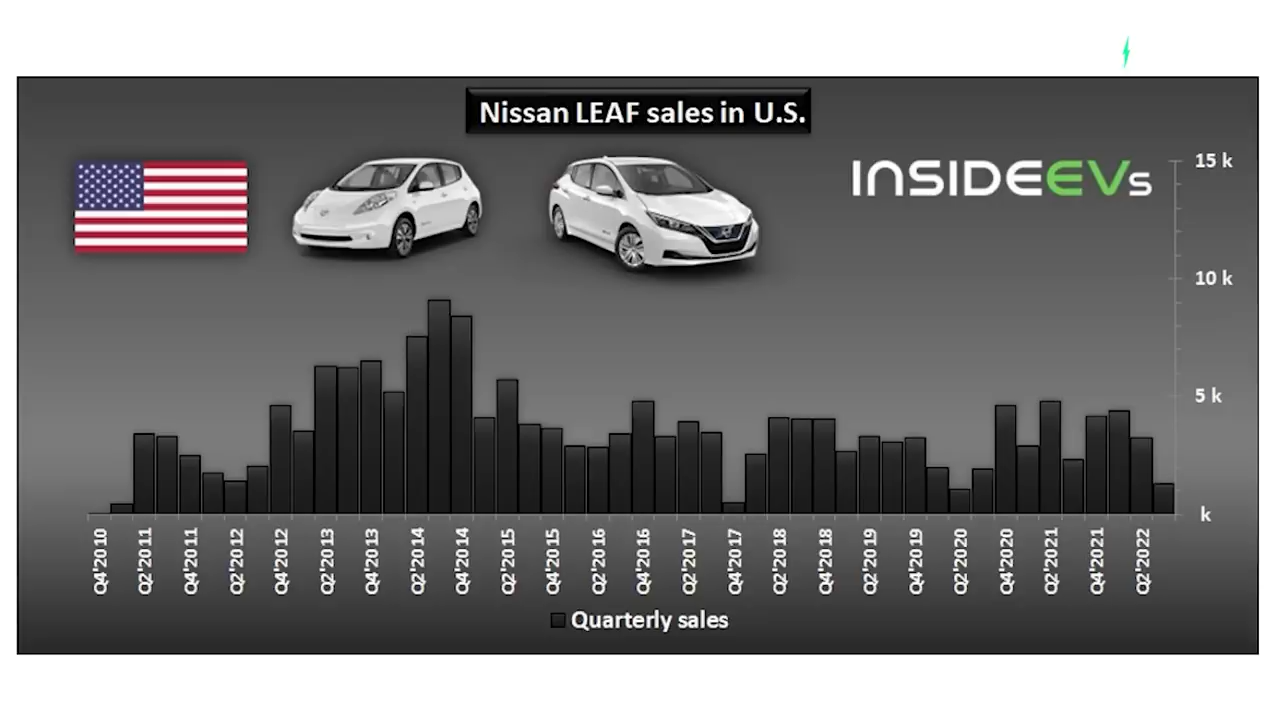 Nissan LEAF sales in U.S.
INSIDEEVs
15 k
10 k
5 k
k
Q4'2010
Q2'2011
Q4'2011
Q2'2012
Q4'2012
Q2'2013
Q4'2013
Q2'2014
Q4'2014
Q2'2015
Q4'2015
Q2'2016
Q4'2016
Q2'2017
Q4'2017
Q2'2018
Q4'2018
Q2'2019
Q4'2019
Q2'2020
Q4'2020
Q2'2021
Q4'2021
Q2'2022
Quarterly sales